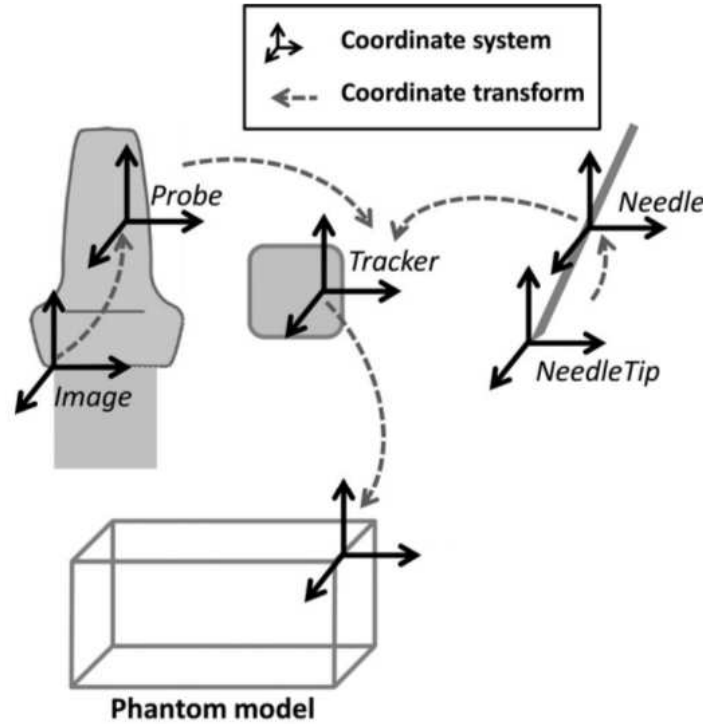 Coordinate system
Coordinate transform
Probe
Needle
Tracker
Image
NeedleTip
Phantom model